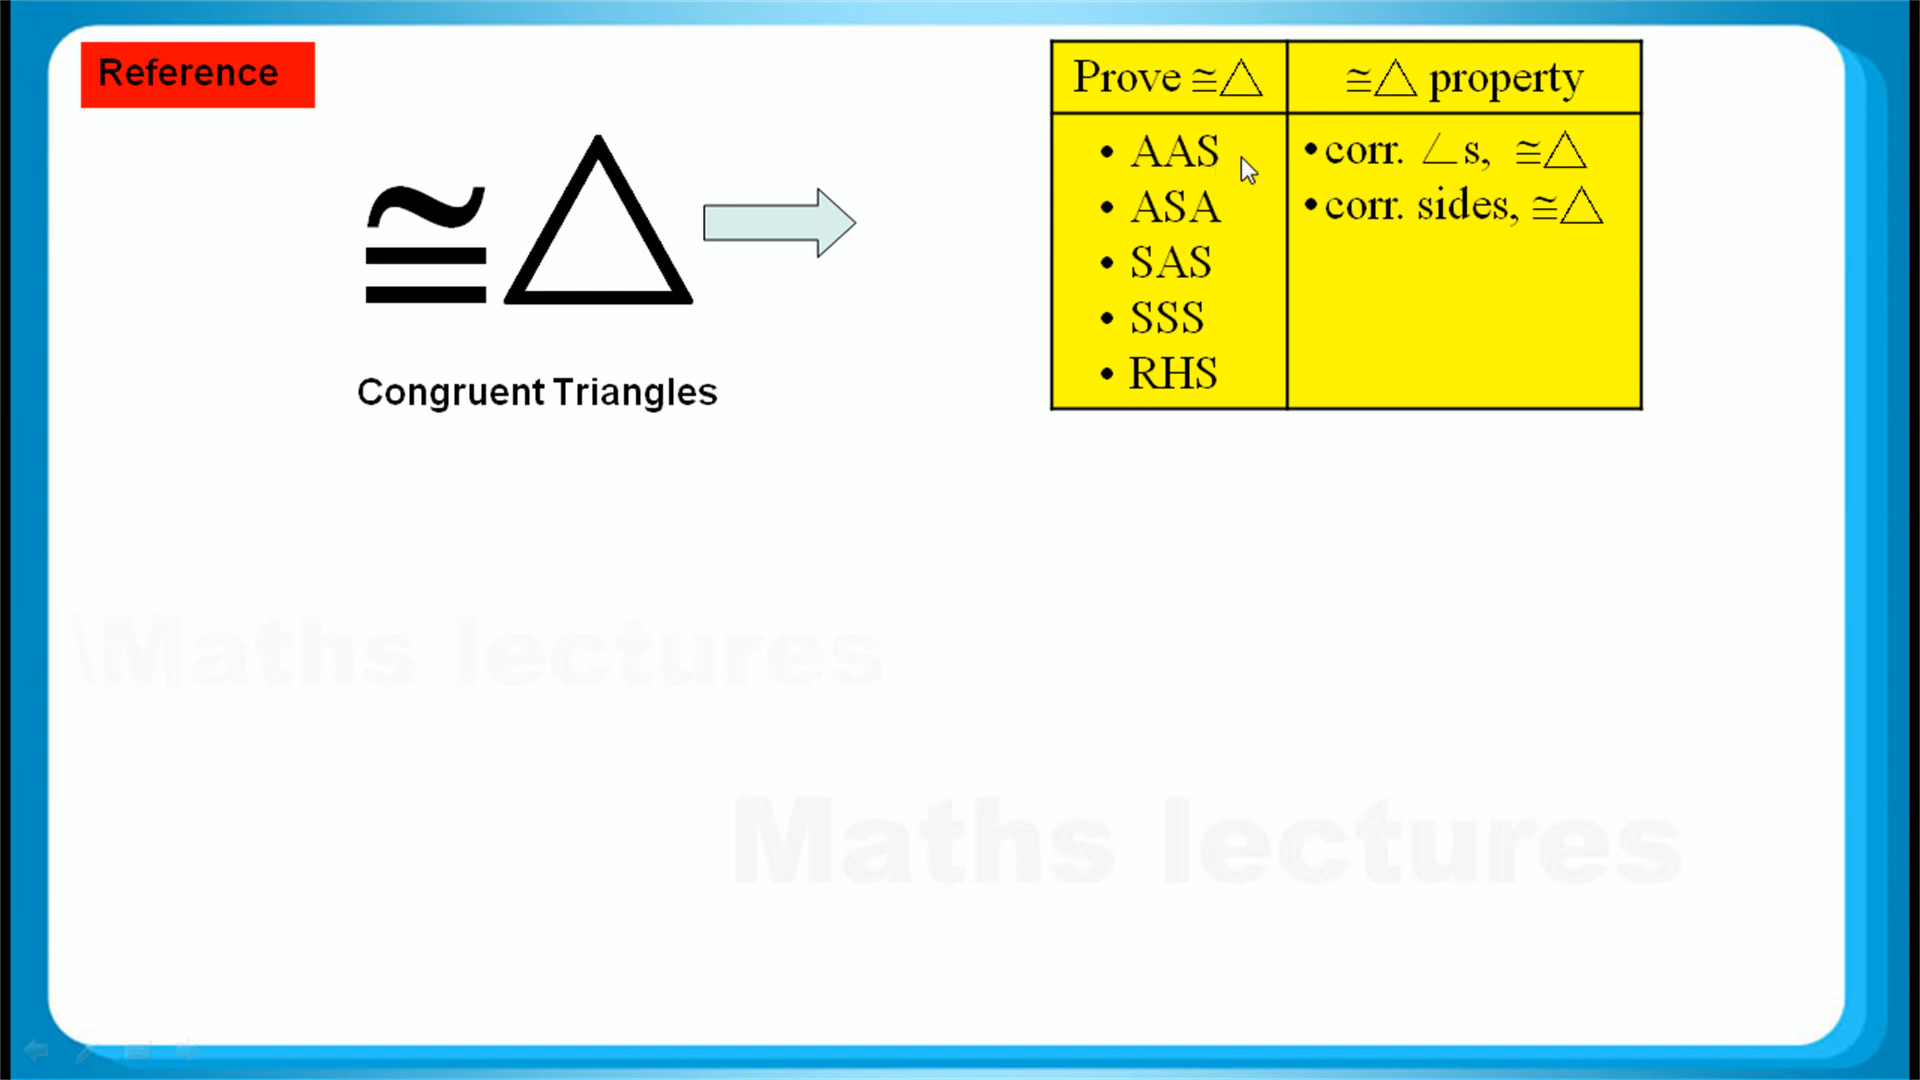 Reference
≅△
Congruent Triangles
Prove ≅△
≅△ property
• AAS
• ASA
• SAS
• SSS
• RHS
•corr. ∠s, ≅△
•corr. sides, ≅△
\Maths lectures
Maths lectures